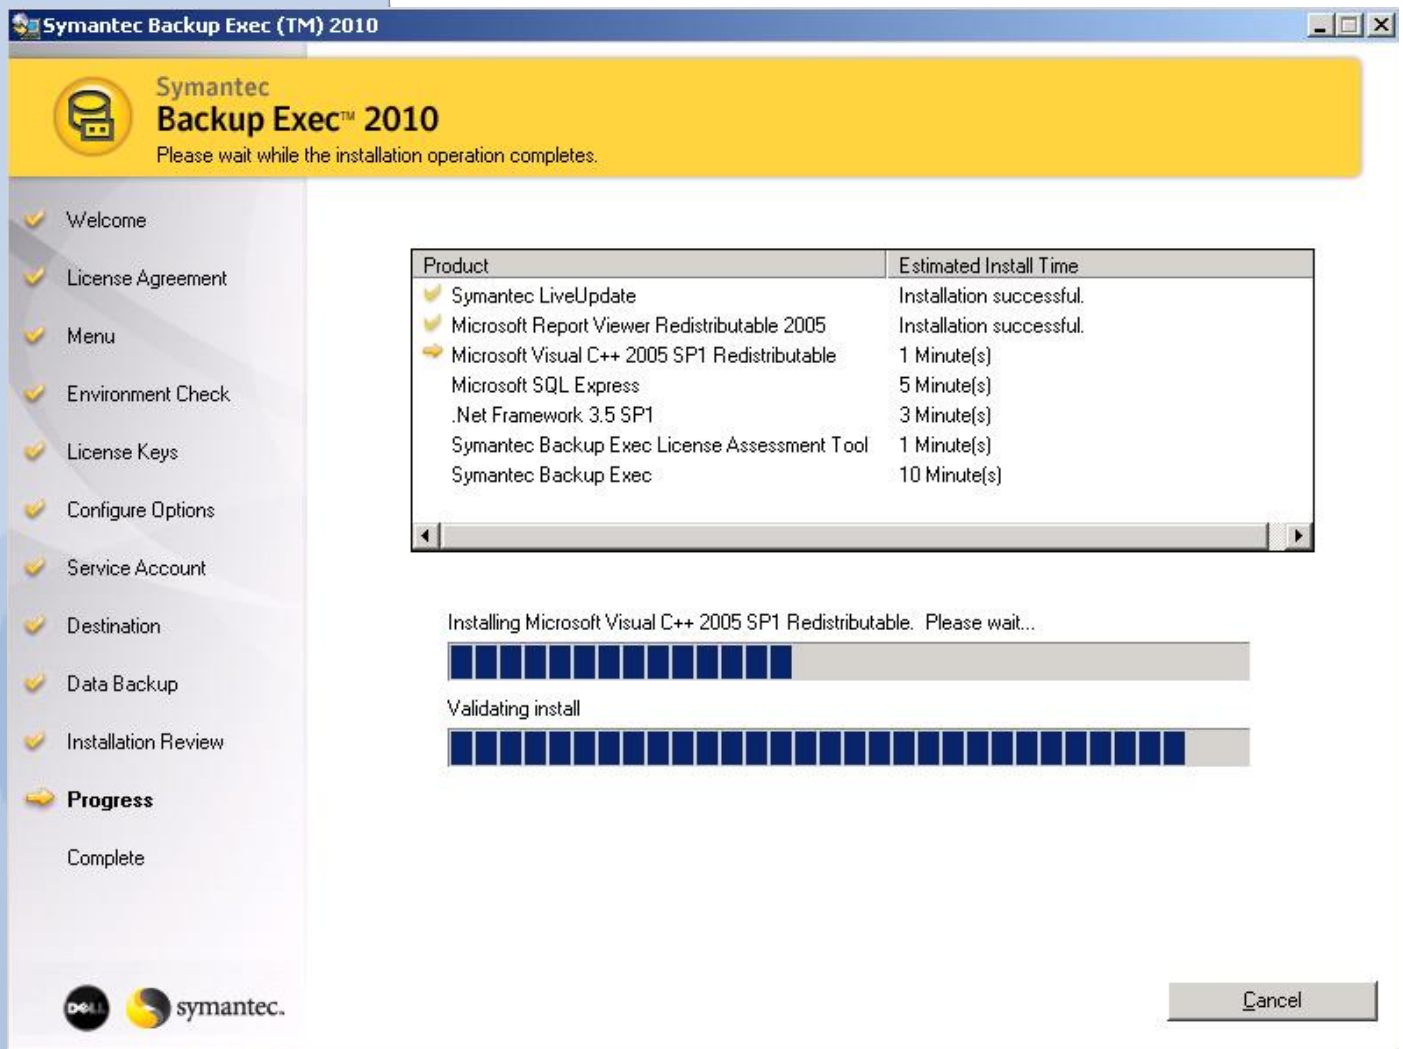 Symantec Backup Exec (TM) 2010
Symantec
Backup Exec™ 2010
Please wait while the installation operation completes.
Welcome
License Agreement
Menu
Environment Check
License Keys
Configure Options
Service Account
Destination
Data Backup
Installation Review
Progress
Complete
Product Estimated Install Time
Symantec LiveUpdate Installation successful.
Microsoft Report Viewer Redistributable 2005 Installation successful.
Microsoft Visual C++ 2005 SP1 Redistributable 1 Minute(s)
Microsoft SQL Express 5 Minute(s)
.Net Framework 3.5 SP1 3 Minute(s)
Symantec Backup Exec License Assessment Tool 1 Minute(s)
Symantec Backup Exec 10 Minute(s)
Installing Microsoft Visual C++ 2005 SP1 Redistributable.  Please wait...
Validating install
DELL symantec.
Cancel